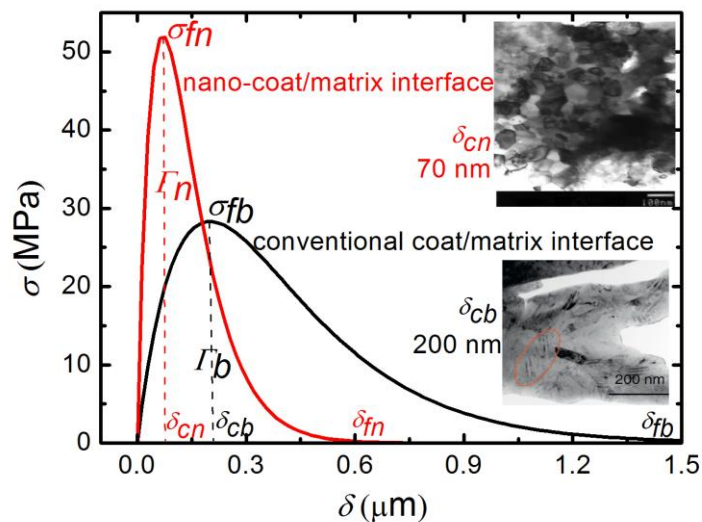 σfn
nano-coat/matrix interface
δcn
70 nm
100nm
Γn
σfb
conventional coat/matrix interface
δcb
200 nm
200 nm
Γb
δcn
δcb
δfn
δfb
50
40
30
20
10
0
σ (MPa)
0.0 0.3 0.6 0.9 1.2 1.5
δ (μm)